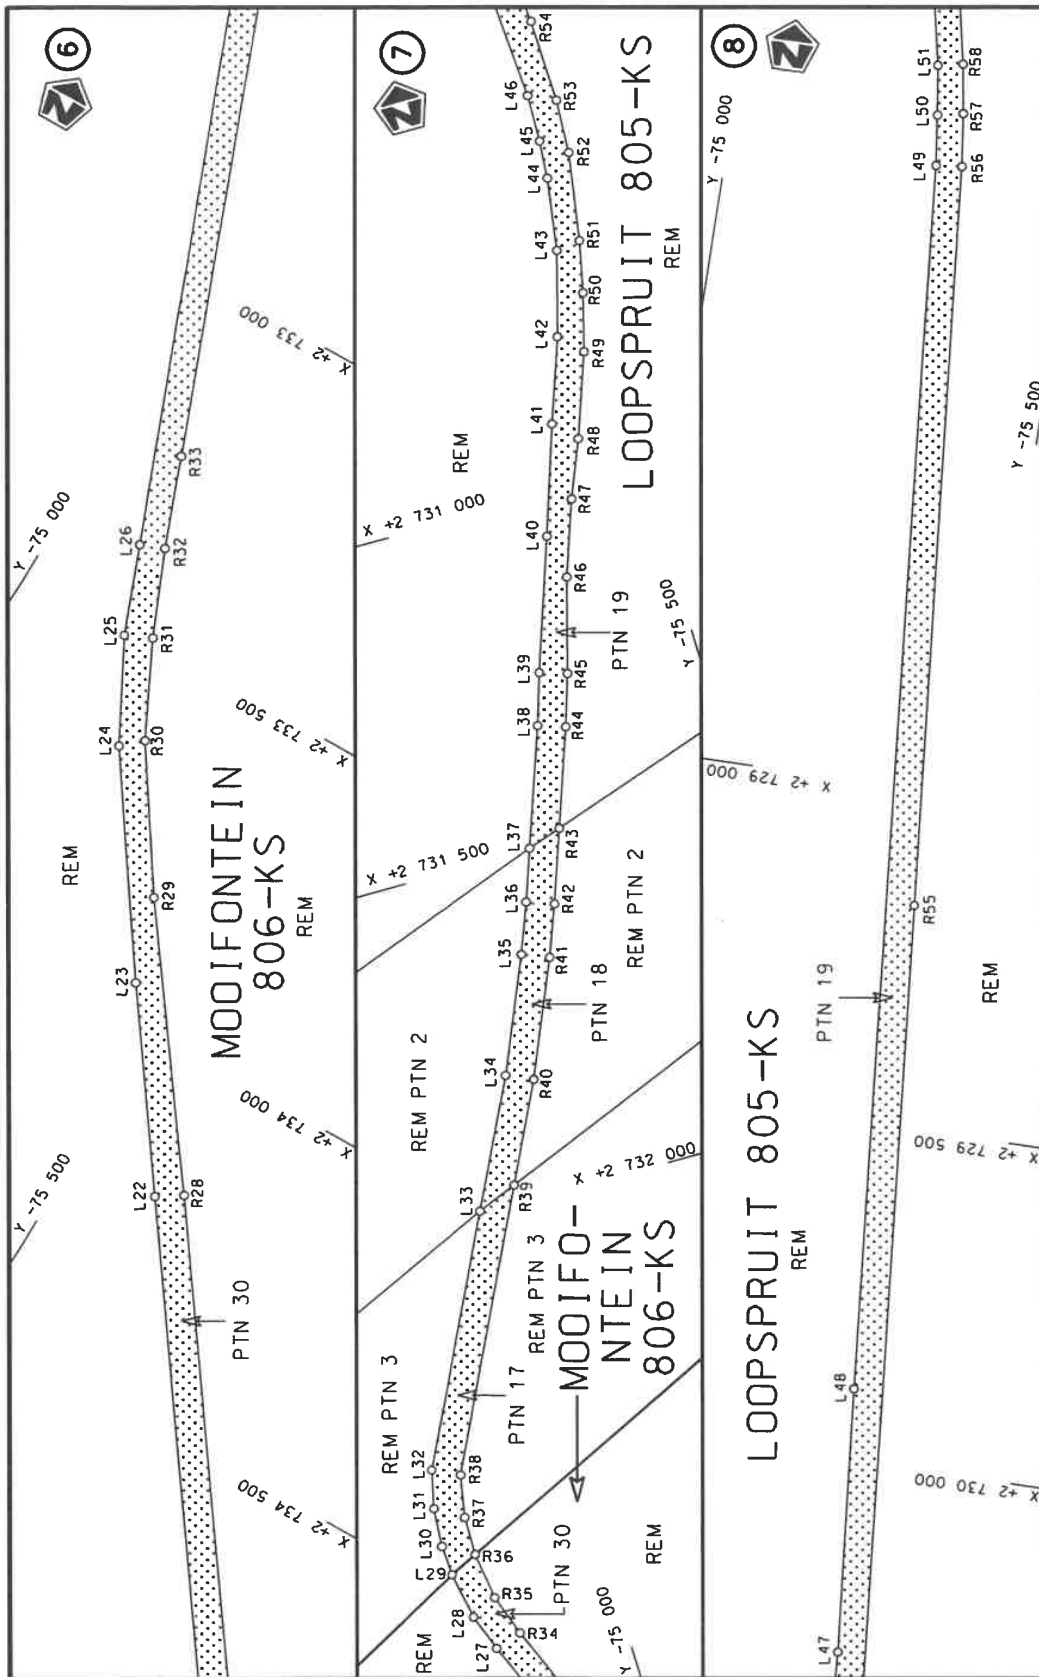 6
N
Y -75 500
Y -75 000
REM
L22
L23
L24
L25
L26
R28
R29
R30
R31
R32
R33
PTN 30
MOOIFONTEIN
806-KS
REM
X +2 734 500
X +2 734 000
X +2 733 500
X +2 733 000
7
N
REM
REM PTN 3
REM PTN 2
X +2 731 500
X +2 731 000
REM
L27
L28
L29
L30
L31
L32
L33
L34
L35
L36
L37
L38
L39
L40
L41
L42
L43
L44
L45
L46
R34
R35
R36
R37
R38
R39
R40
R41
R42
R43
R44
R45
R46
R47
R48
R49
R50
R51
R52
R53
R54
PTN 30
PTN 17
PTN 18
PTN 19
REM PTN 3
REM PTN 2
MOOIFO-
NTEIN
806-KS
LOOPSPRUIT 805-KS
REM
REM
Y -75 000
X +2 732 000
Y -75 500
8
N
LOOPSPRUIT 805-KS
REM
PTN 19
X +2 729 000
Y -75 000
L47
L48
L49
L50
L51
R55
R56
R57
R58
REM
X +2 730 000
X +2 729 500
Y -75 500